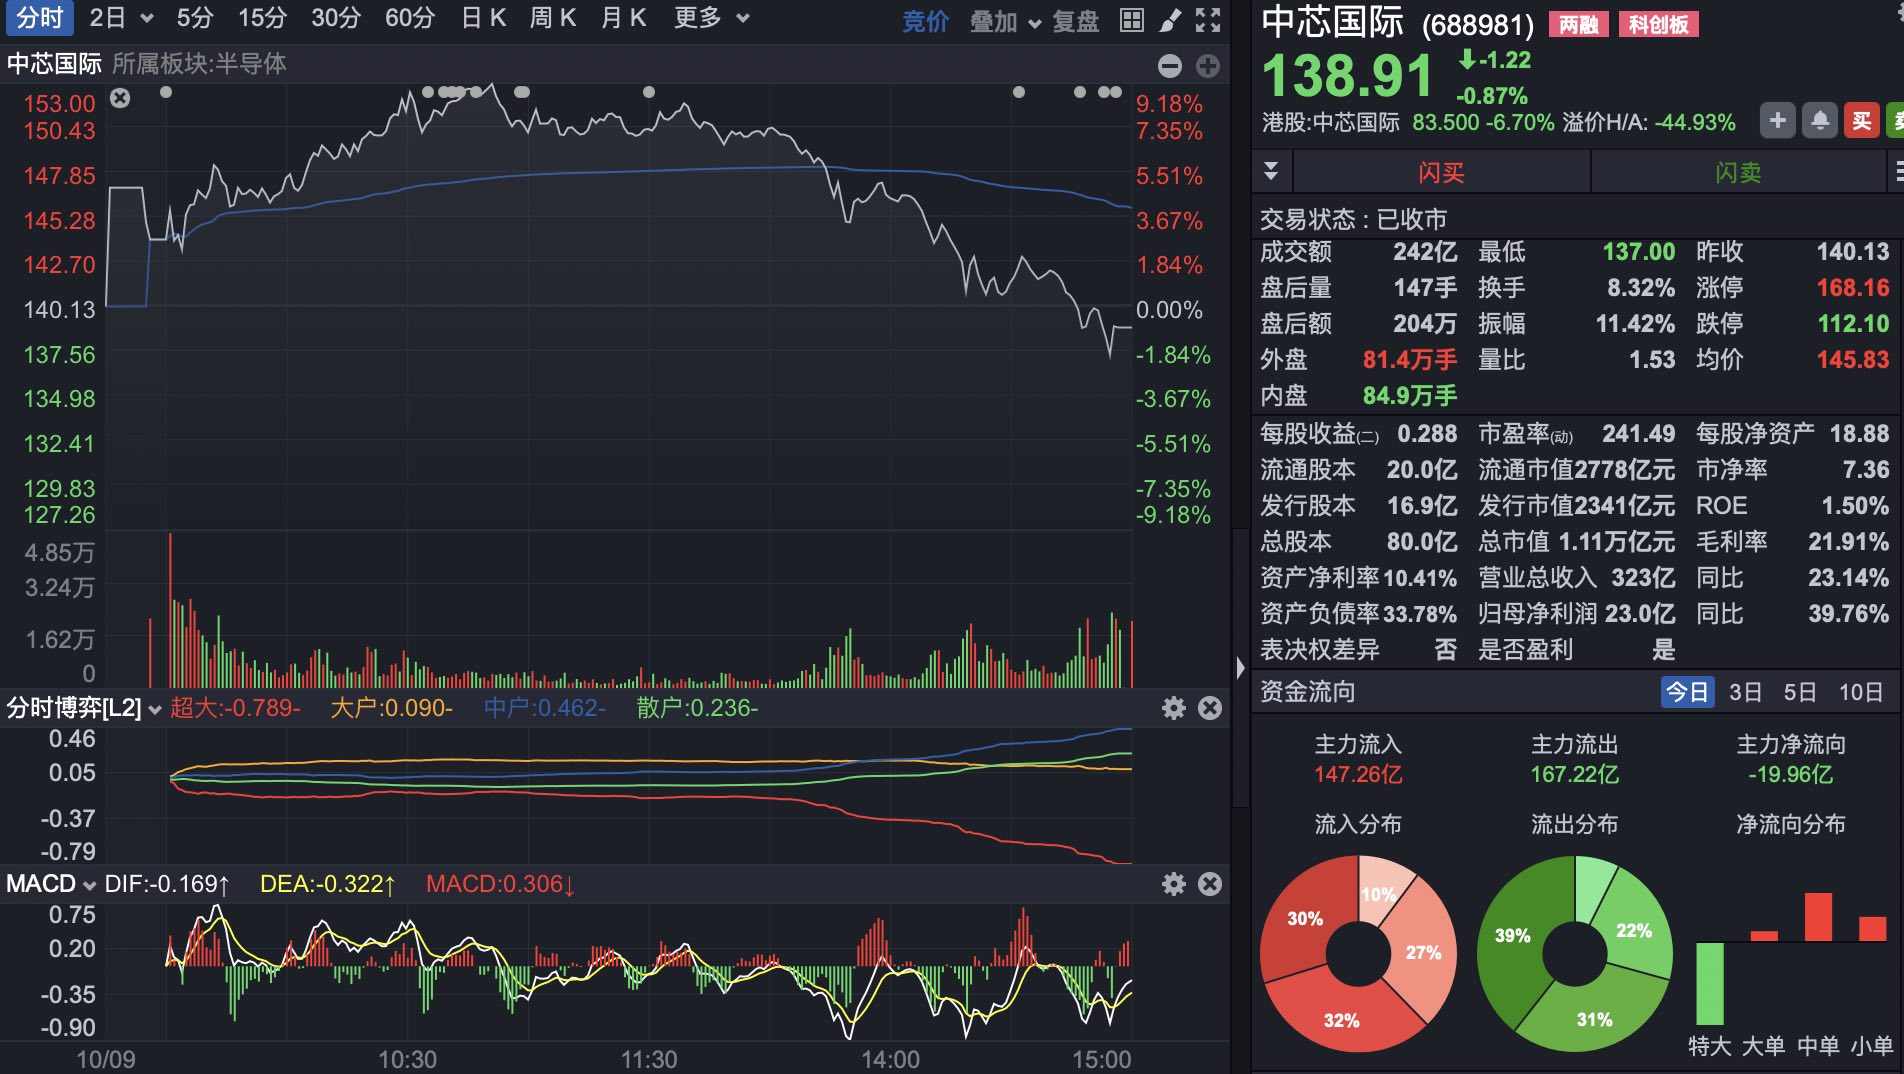 分时 2日 5分 15分 30分 60分 日K 周K 月K 更多 竞价 叠加 复盘
中芯国际 所属板块:半导体
153.00 9.18%
150.43 7.35%
147.85 5.51%
145.28 3.67%
142.70 1.84%
140.13 0.00%
137.56 -1.84%
134.98 -3.67%
132.41 -5.51%
129.83 -7.35%
127.26 -9.18%
4.85万
3.24万
1.62万
0
分时博弈[L2] 超大:-0.789- 大户:0.090- 中户:0.462- 散户:0.236-
0.46
0.05
-0.37
-0.79
MACD DIF:-0.169↑ DEA:-0.322↑ MACD:0.306↓
0.75
0.20
-0.35
-0.90
10/09 10:30 11:30 14:00 15:00
中芯国际 (688981) 两融 科创板
138.91 -1.22
-0.87%
港股:中芯国际 83.500 -6.70% 溢价H/A: -44.93% 买
闪买 闪卖
交易状态 : 已收市
成交额 242亿 最低 137.00 昨收 140.13
盘后量 147手 换手 8.32% 涨停 168.16
盘后额 204万 振幅 11.42% 跌停 112.10
外盘 81.4万手 量比 1.53 均价 145.83
内盘 84.9万手
每股收益(二) 0.288 市盈率(动) 241.49 每股净资产 18.88
流通股本 20.0亿 流通市值2778亿元 市净率 7.36
发行股本 16.9亿 发行市值2341亿元 ROE 1.50%
总股本 80.0亿 总市值 1.11万亿元 毛利率 21.91%
资产净利率 10.41% 营业总收入 323亿 同比 23.14%
资产负债率 33.78% 归母净利润 23.0亿 同比 39.76%
表决权差异 否 是否盈利 是
资金流向 今日 3日 5日 10日
主力流入 主力流出 主力净流向
147.26亿 167.22亿 -19.96亿
流入分布 流出分布 净流向分布
10% 27% 32% 30%
22% 31% 39%
特大 大单 中单 小单